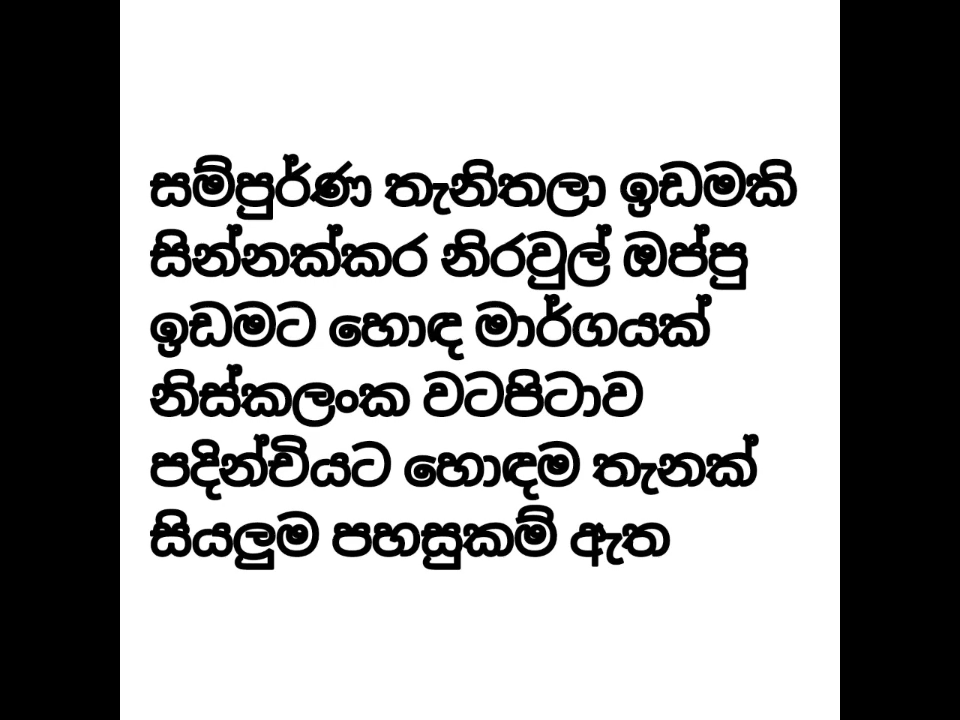 සම්පුර්ණ තැනිතලා ඉඩමකි
සින්නක්කර නිරවුල් ඔප්පු
ඉඩමට හොඳ මාර්ගයක්
නිස්කලංක වටපිටාව
පදින්චියට හොඳම තැනක්
සියලුම පහසුකම් ඇත